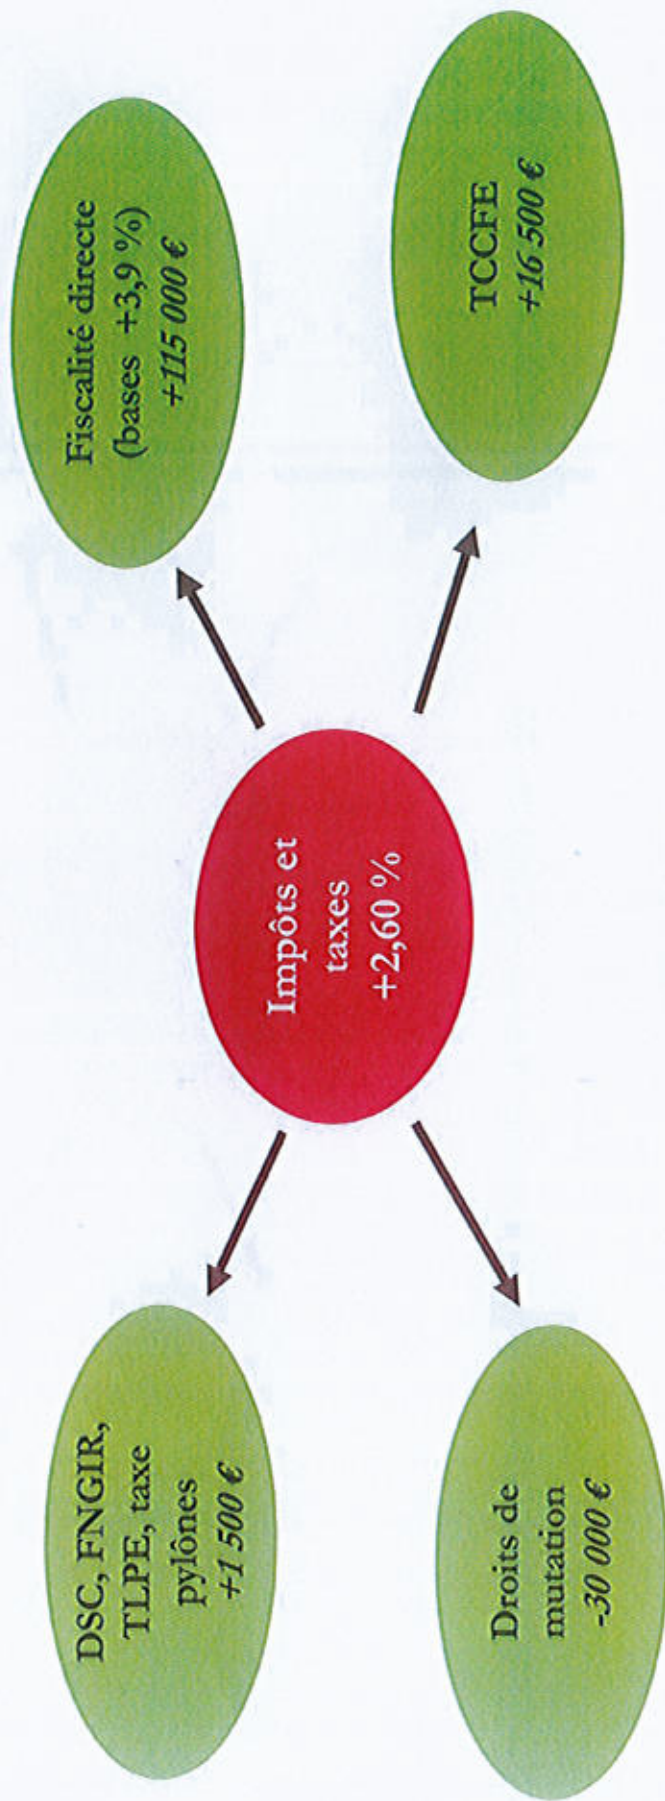 DSC, FNGIR,
TLPE, taxe
pylônes
+1 500 €
Fiscalité directe
(bases +3,9 %)
+115 000 €
Impôts et
taxes
+2,60 %
Droits de
mutation
-30 000 €
TCCFE
+16 500 €